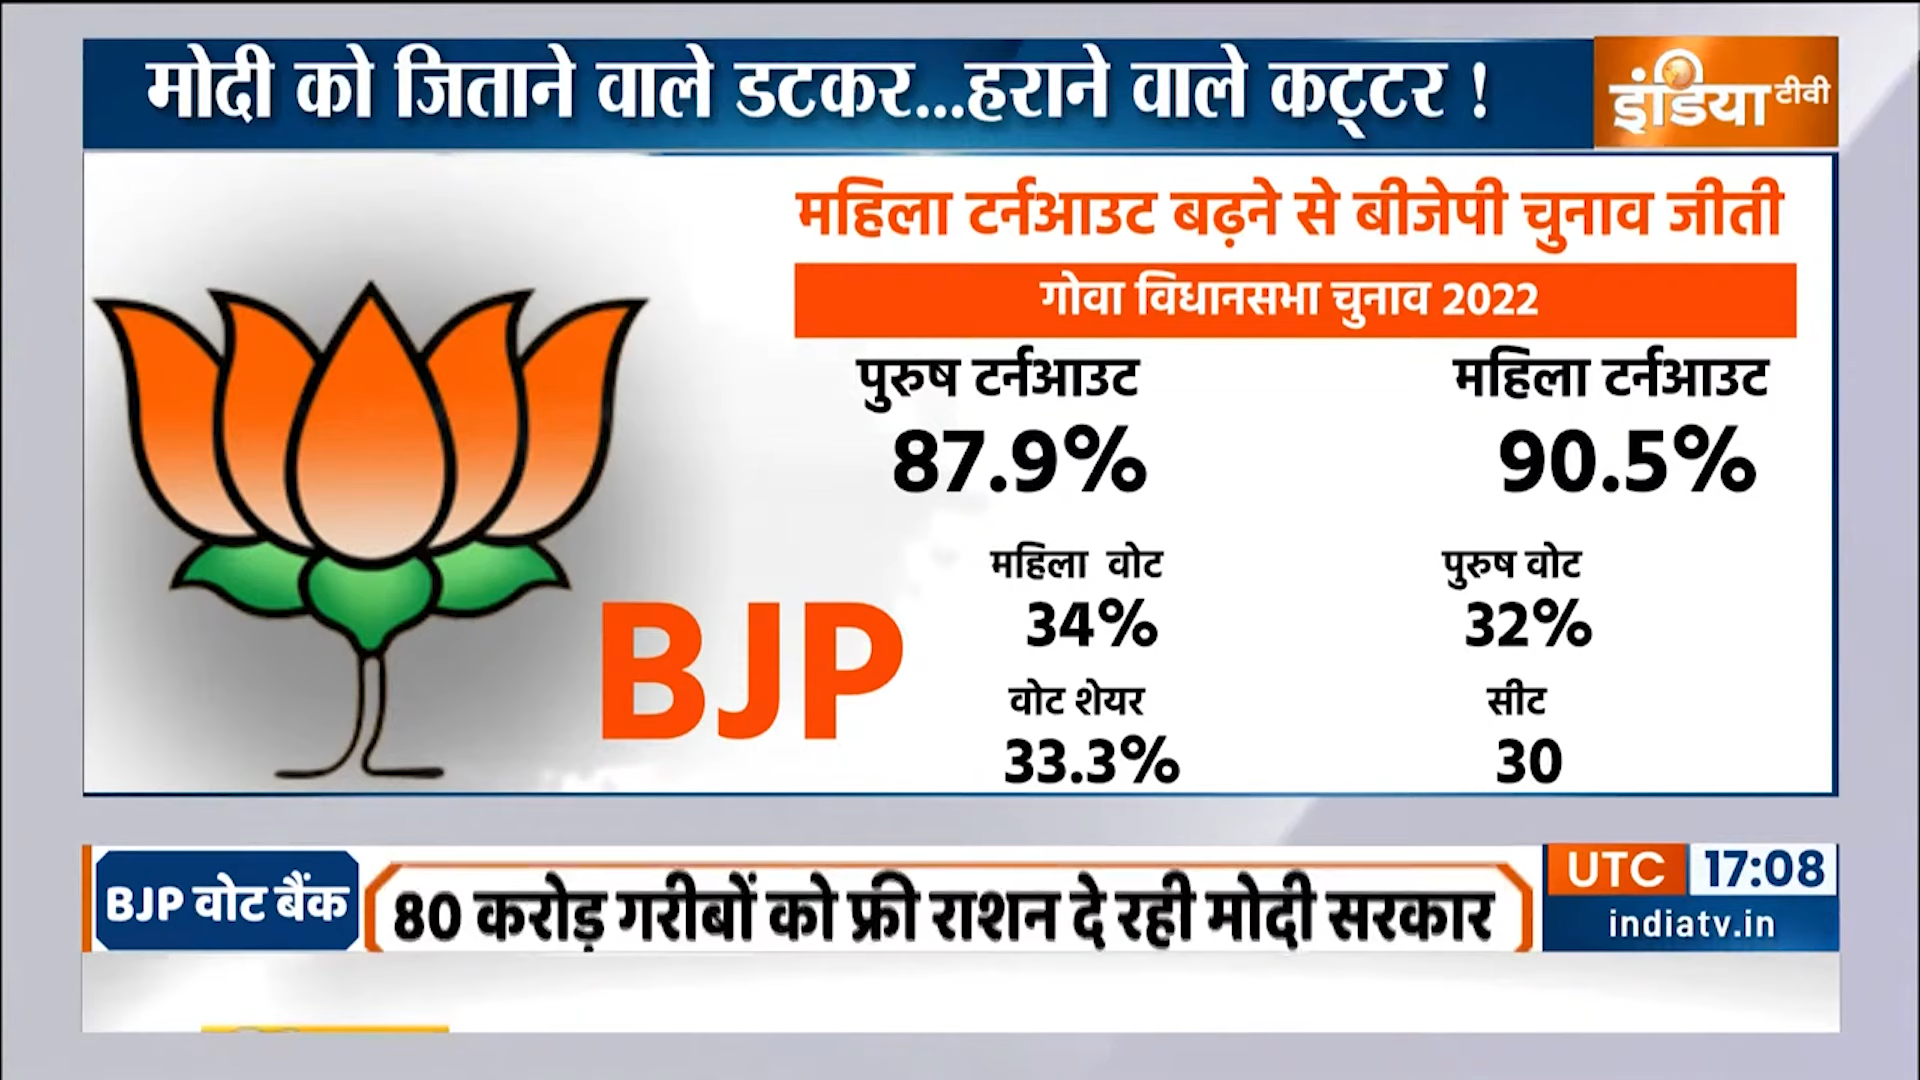 मोदी को जिताने वाले डटकर...हराने वाले कट्टर !
इंडिया टीवी
महिला टर्नआउट बढ़ने से बीजेपी चुनाव जीती
गोवा विधानसभा चुनाव 2022
पुरुष टर्नआउट
महिला टर्नआउट
87.9%
90.5%
महिला वोट
पुरुष वोट
34%
32%
BJP
वोट शेयर
सीट
33.3%
30
BJP वोट बैंक
80 करोड़ गरीबों को फ्री राशन दे रही मोदी सरकार
UTC 17:08
indiatv.in